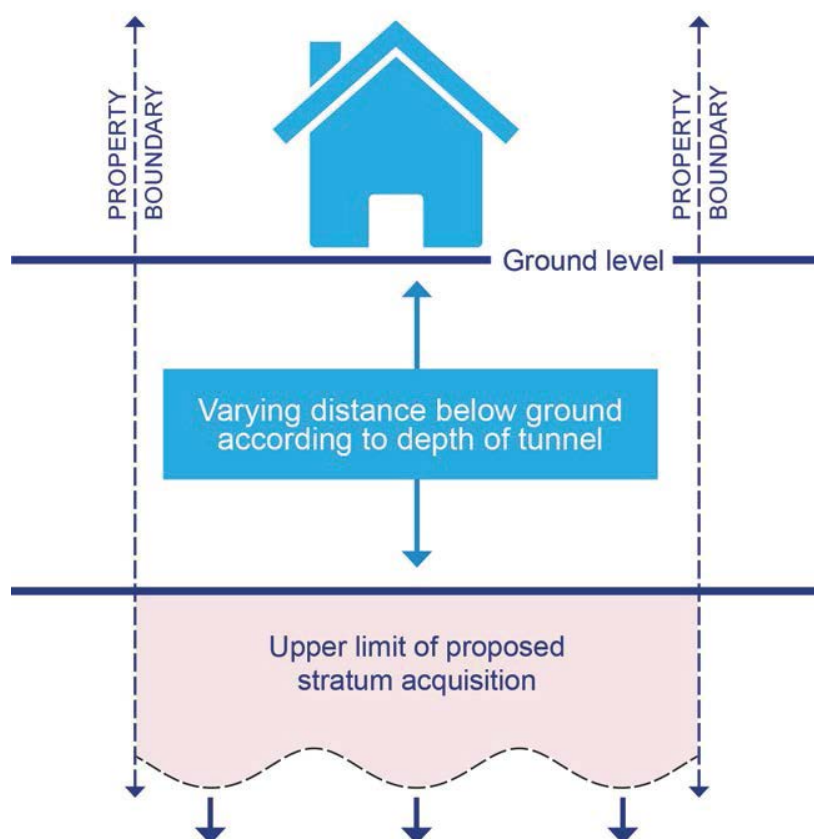 PROPERTY
BOUNDARY
PROPERTY
BOUNDARY
Ground level
Varying distance below ground
according to depth of tunnel
Upper limit of proposed
stratum acquisition